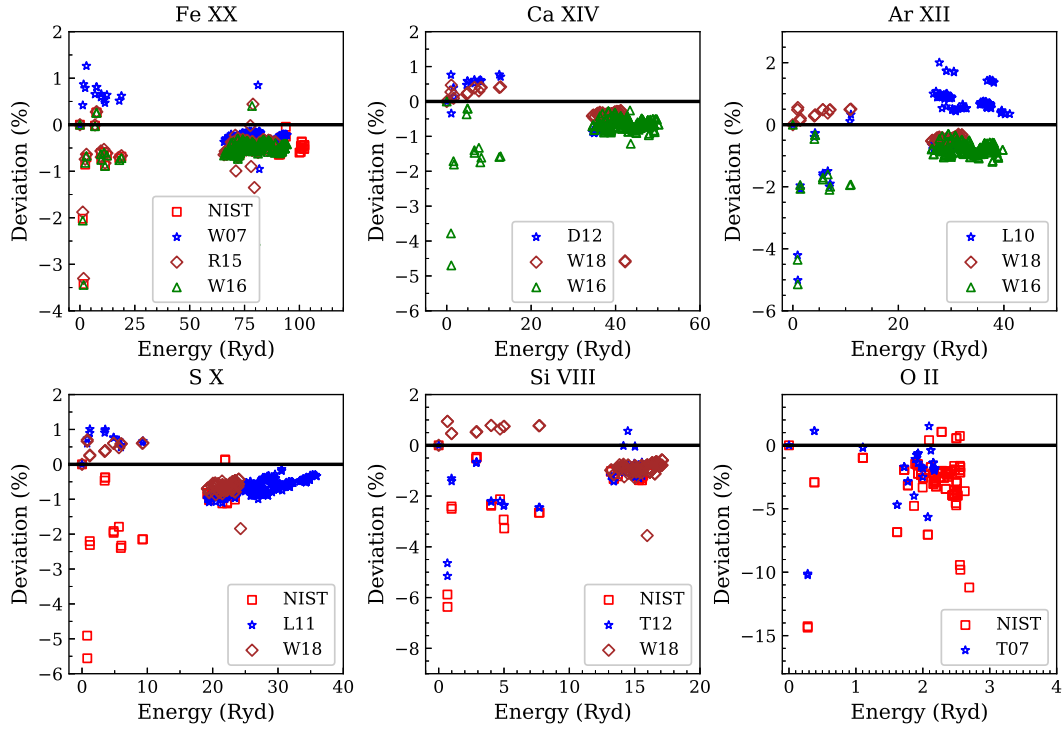 Fe XX
Ca XIV
Ar XII
Deviation (%)
2
1
0
−1
−2
−3
−4
NIST
W07
R15
W16
0
25
50
75
100
Energy (Ryd)
Deviation (%)
2
1
0
−1
−2
−3
−4
−5
−6
D12
W18
W16
0
20
40
60
Energy (Ryd)
Deviation (%)
2
0
−2
−4
−6
L10
W18
W16
0
20
40
Energy (Ryd)
S X
Si VIII
O II
Deviation (%)
2
1
0
−1
−2
−3
−4
−5
−6
NIST
L11
W18
0
10
20
30
40
Energy (Ryd)
Deviation (%)
2
0
−2
−4
−6
−8
NIST
T12
W18
0
5
10
15
20
Energy (Ryd)
Deviation (%)
0
−5
−10
−15
NIST
T07
0
1
2
3
4
Energy (Ryd)